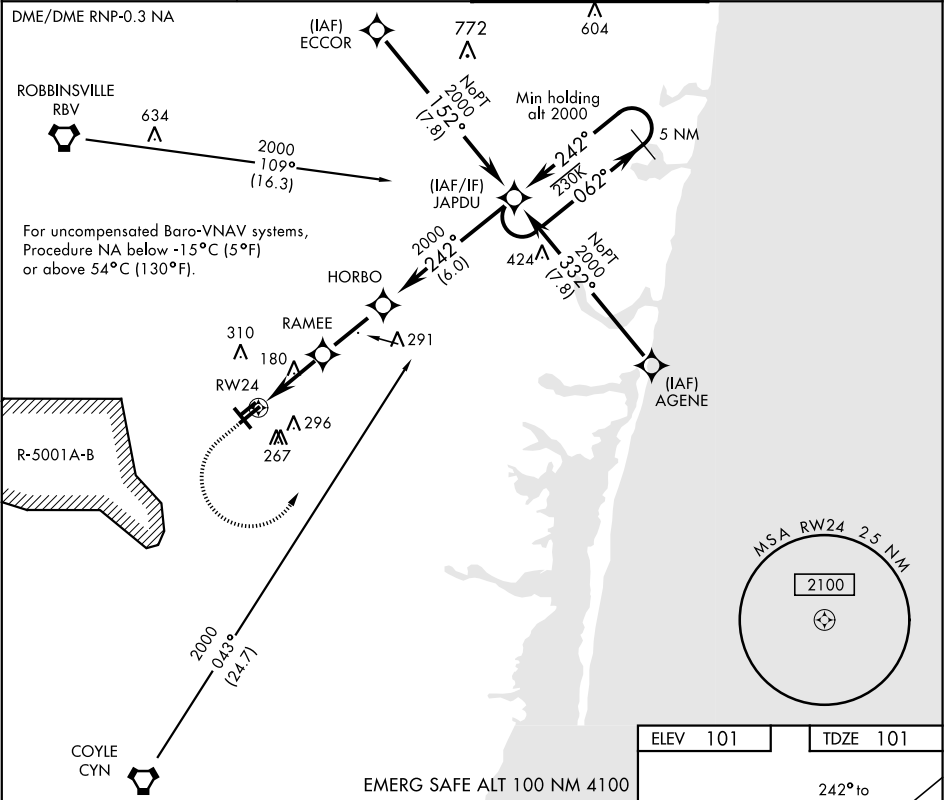 DME/DME RNP-0.3 NA
(IAF)
ECCOR
772
604
ROBBINSVILLE
RBV
634
NoPT
2000
152°
(7.8)
Min holding
alt 2000
5 NM
242°
230K
062°
2000
109°
(16.3)
(IAF/IF)
JAPDU
For uncompensated Baro-VNAV systems,
Procedure NA below -15°C (5°F)
or above 54°C (130°F).
2000
242°
(6.0)
424
NoPT
2000
332°
(7.8)
HORBO
RAMEE
310
180
291
RW24
(IAF)
AGENE
296
267
R-5001A-B
MSA RW24 25 NM
2100
2000
043°
(24.7)
COYLE
CYN
EMERG SAFE ALT 100 NM 4100
ELEV 101
TDZE 101
242° to